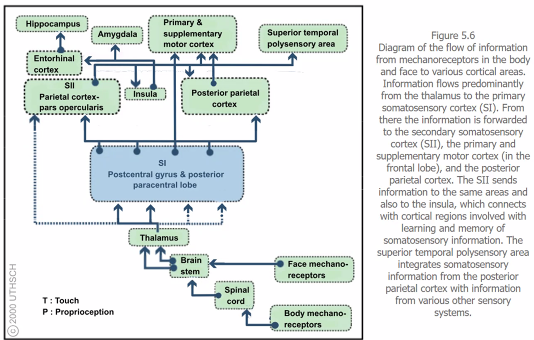 Hippocampus
Amygdala
Primary &
supplementary
motor cortex
Superior temporal
polysensory area
Entorhinal
cortex
SII
Parietal cortex-
pars opercularis
Insula
Posterior parietal
cortex
SI
Postcentral gyrus & posterior
paracentral lobe
Thalamus
Brain
stem
Face mechano-
receptors
Spinal
cord
Body mechano-
receptors
T : Touch
P : Proprioception
© 2000 UTHSCH
Figure 5.6
Diagram of the flow of information
from mechanoreceptors in the body
and face to various cortical areas.
Information flows predominantly
from the thalamus to the primary
somatosensory cortex (SI). From
there the information is forwarded
to the secondary somatosensory
cortex (SII), the primary and
supplementary motor cortex (in the
frontal lobe), and the posterior
parietal cortex. The SII sends
information to the same areas and
also to the insula, which connects
with cortical regions involved with
learning and memory of
somatosensory information. The
superior temporal polysensory area
integrates somatosensory
information from the posterior
parietal cortex with information
from various other sensory
systems.